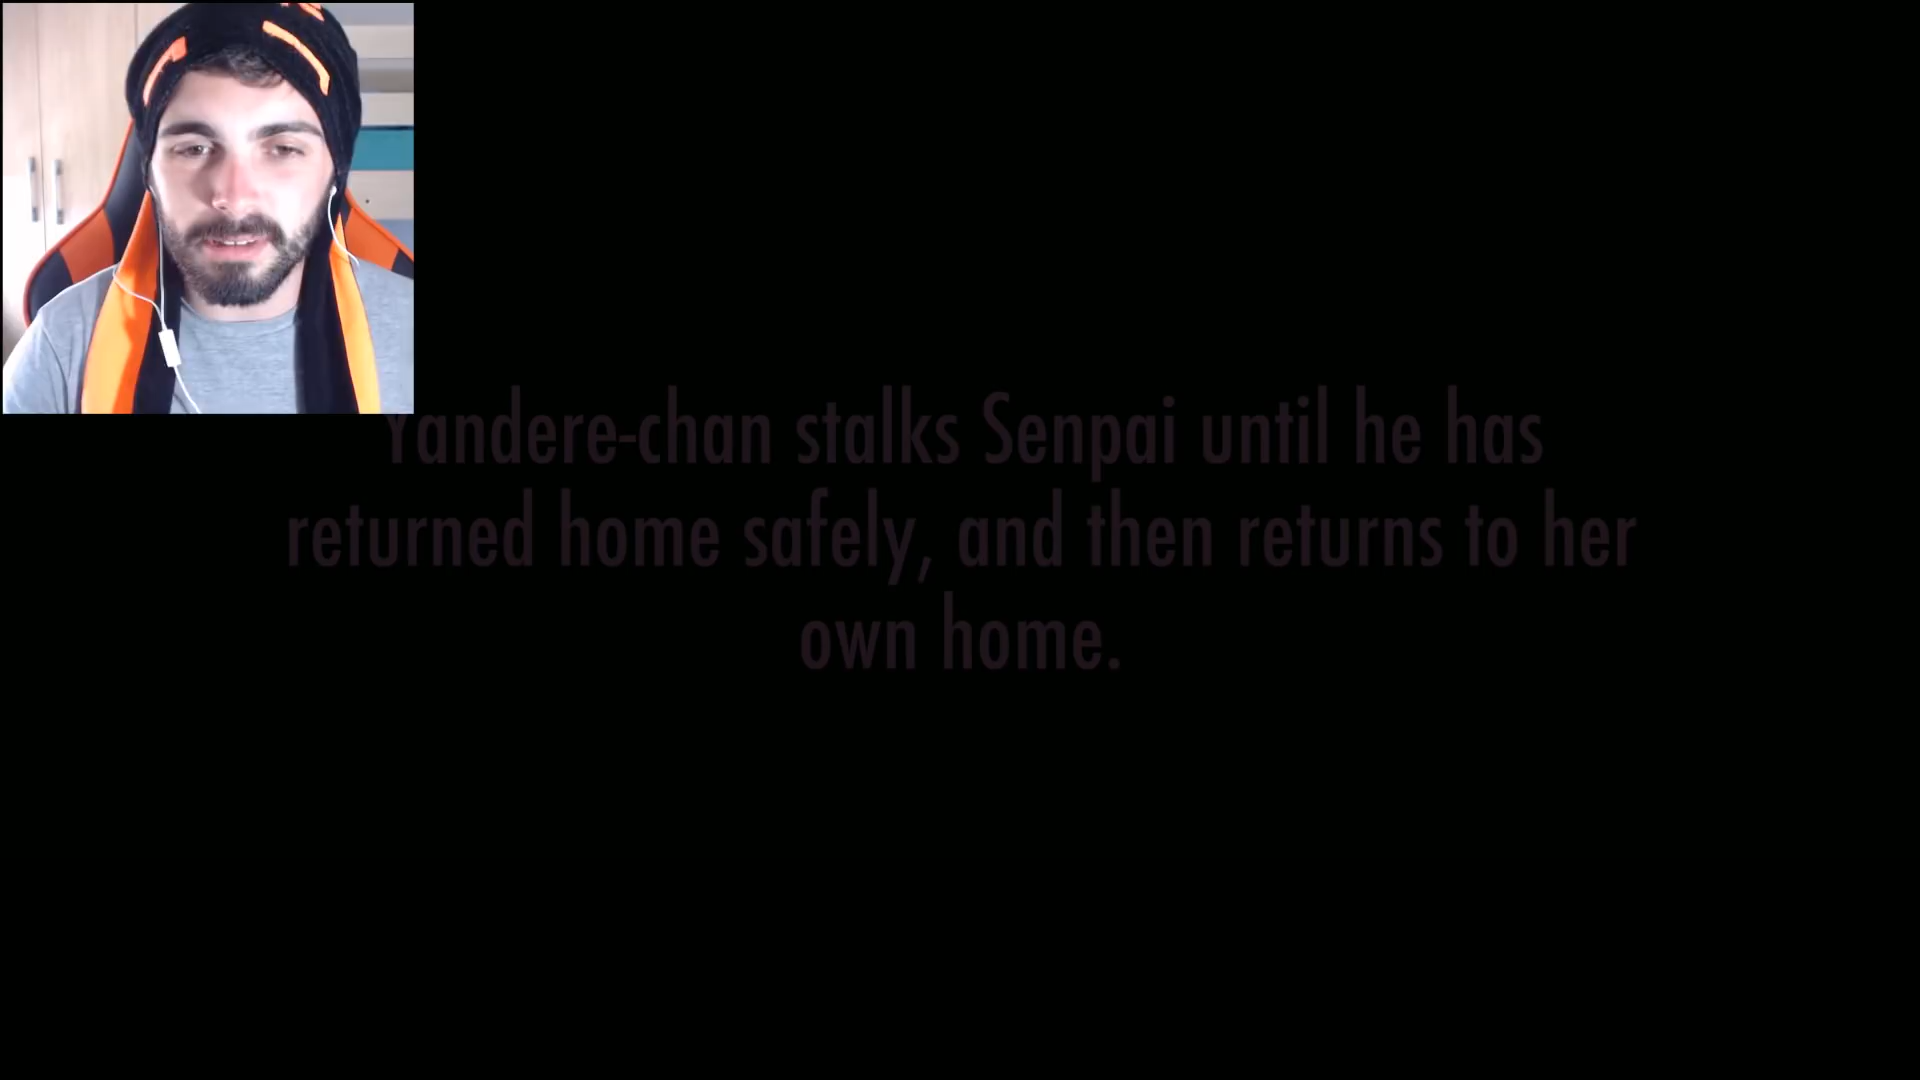 Yandere-chan stalks Senpai until he has
returned home safely, and then returns to her
own home.